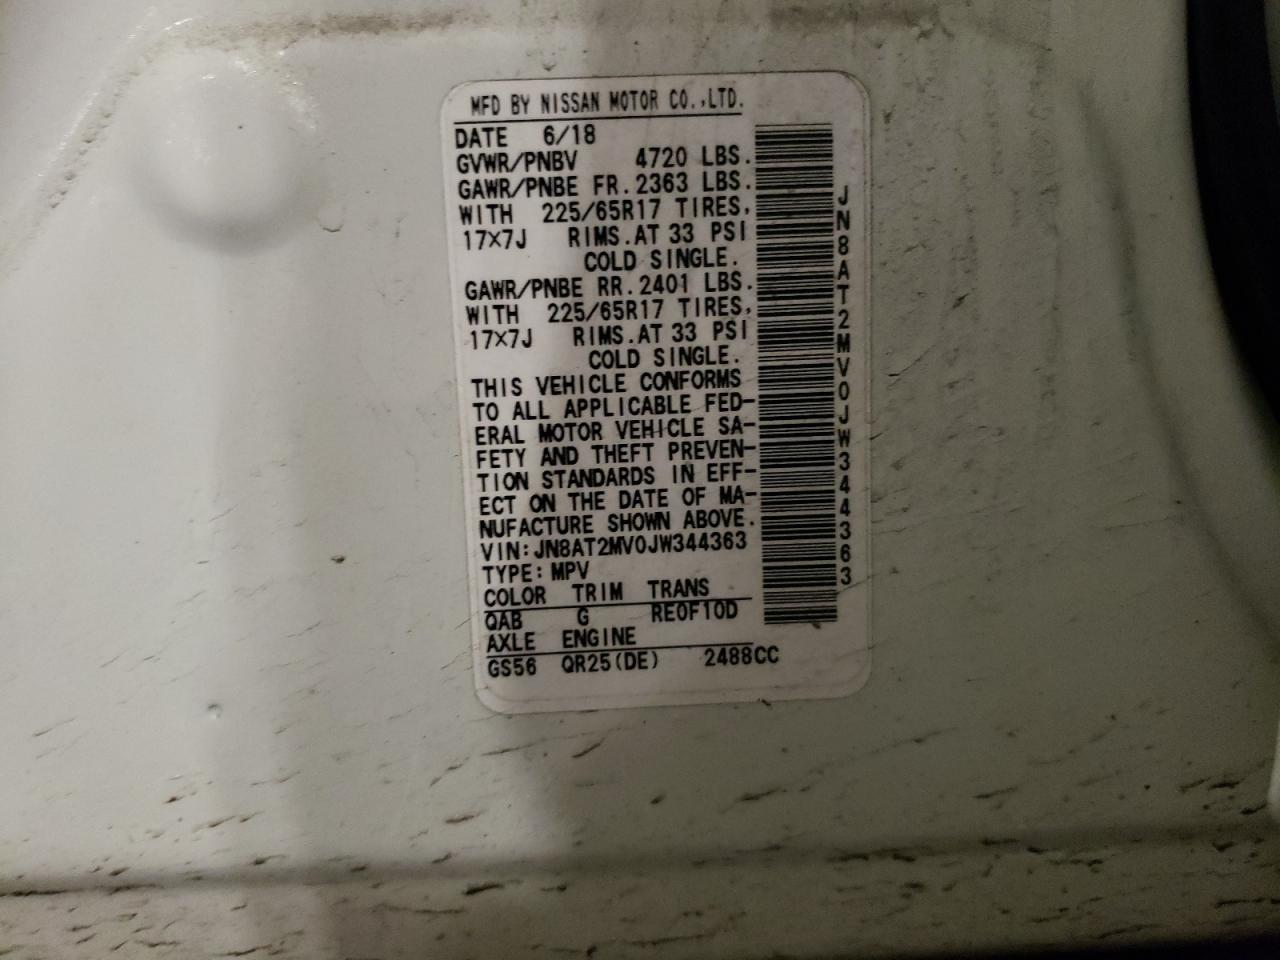 MFD BY NISSAN MOTOR CO.,LTD.
DATE 6/18
GVWR/PNBV 4720 LBS.
GAWR/PNBE FR. 2363 LBS.
WITH 225/65R17 TIRES,
17×7J RIMS. AT 33 PSI
COLD SINGLE.
GAWR/PNBE RR. 2401 LBS.
WITH 225/65R17 TIRES,
17×7J RIMS. AT 33 PSI
COLD SINGLE.
THIS VEHICLE CONFORMS
TO ALL APPLICABLE FED-
ERAL MOTOR VEHICLE SA-
FETY AND THEFT PREVEN-
TION STANDARDS IN EFF-
ECT ON THE DATE OF MA-
NUFACTURE SHOWN ABOVE.
VIN: JN8AT2MV0JW344363
TYPE: MPV
COLOR TRIM TRANS
QAB G RE0F10D
AXLE ENGINE
GS56 QR25(DE) 2488CC
JN8AT2MV0JW344363